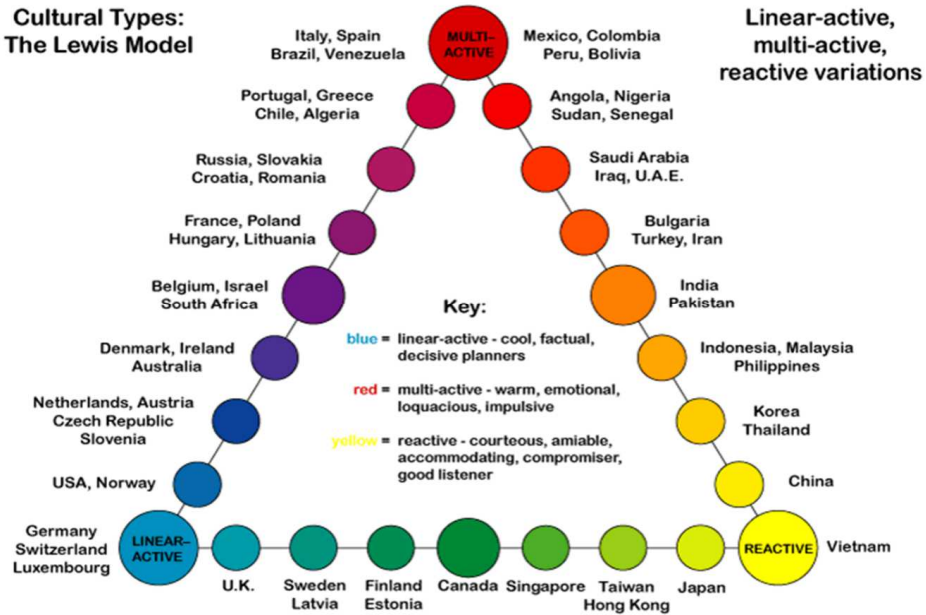 Cultural Types:
The Lewis Model
Linear-active,
multi-active,
reactive variations
MULTI–
ACTIVE
Italy, Spain
Brazil, Venezuela
Mexico, Colombia
Peru, Bolivia
Portugal, Greece
Chile, Algeria
Angola, Nigeria
Sudan, Senegal
Russia, Slovakia
Croatia, Romania
Saudi Arabia
Iraq, U.A.E.
France, Poland
Hungary, Lithuania
Bulgaria
Turkey, Iran
Belgium, Israel
South Africa
India
Pakistan
Key:
blue = linear-active - cool, factual,
decisive planners
red = multi-active - warm, emotional,
loquacious, impulsive
yellow = reactive - courteous, amiable,
accommodating, compromiser,
good listener
Denmark, Ireland
Australia
Indonesia, Malaysia
Philippines
Netherlands, Austria
Czech Republic
Slovenia
Korea
Thailand
USA, Norway
China
Germany
Switzerland
Luxembourg
LINEAR–
ACTIVE
REACTIVE
Vietnam
U.K.
Sweden
Latvia
Finland
Estonia
Canada
Singapore
Taiwan
Hong Kong
Japan